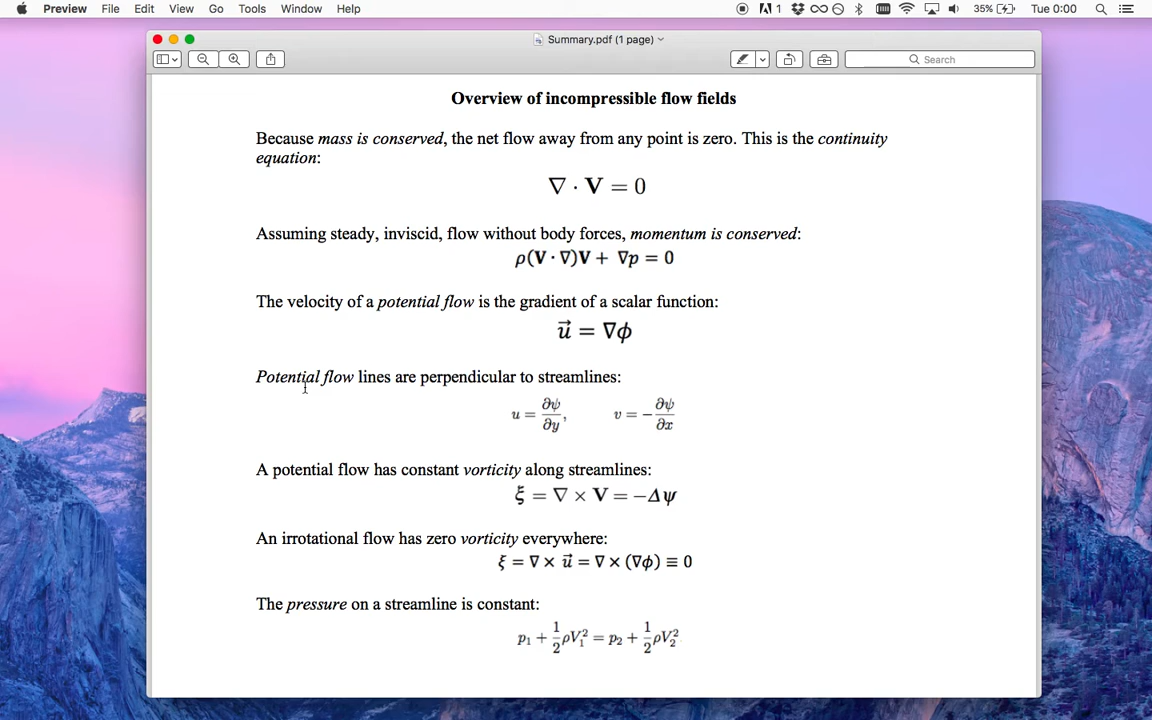 Preview File Edit View Go Tools Window Help 1 35% Tue 0:00
Summary.pdf (1 page)
Search
Overview of incompressible flow fields
Because mass is conserved, the net flow away from any point is zero. This is the continuity
equation:
∇ · V = 0
Assuming steady, inviscid, flow without body forces, momentum is conserved:
ρ(V · ∇)V + ∇p = 0
The velocity of a potential flow is the gradient of a scalar function:
u⃗ = ∇ϕ
Potential flow lines are perpendicular to streamlines:
u = ∂ψ/∂y, v = −∂ψ/∂x
A potential flow has constant vorticity along streamlines:
ξ = ∇ × V = −Δψ
An irrotational flow has zero vorticity everywhere:
ξ = ∇ × u⃗ = ∇ × (∇ϕ) ≡ 0
The pressure on a streamline is constant:
p₁ + 1/2 ρV₁² = p₂ + 1/2 ρV₂²